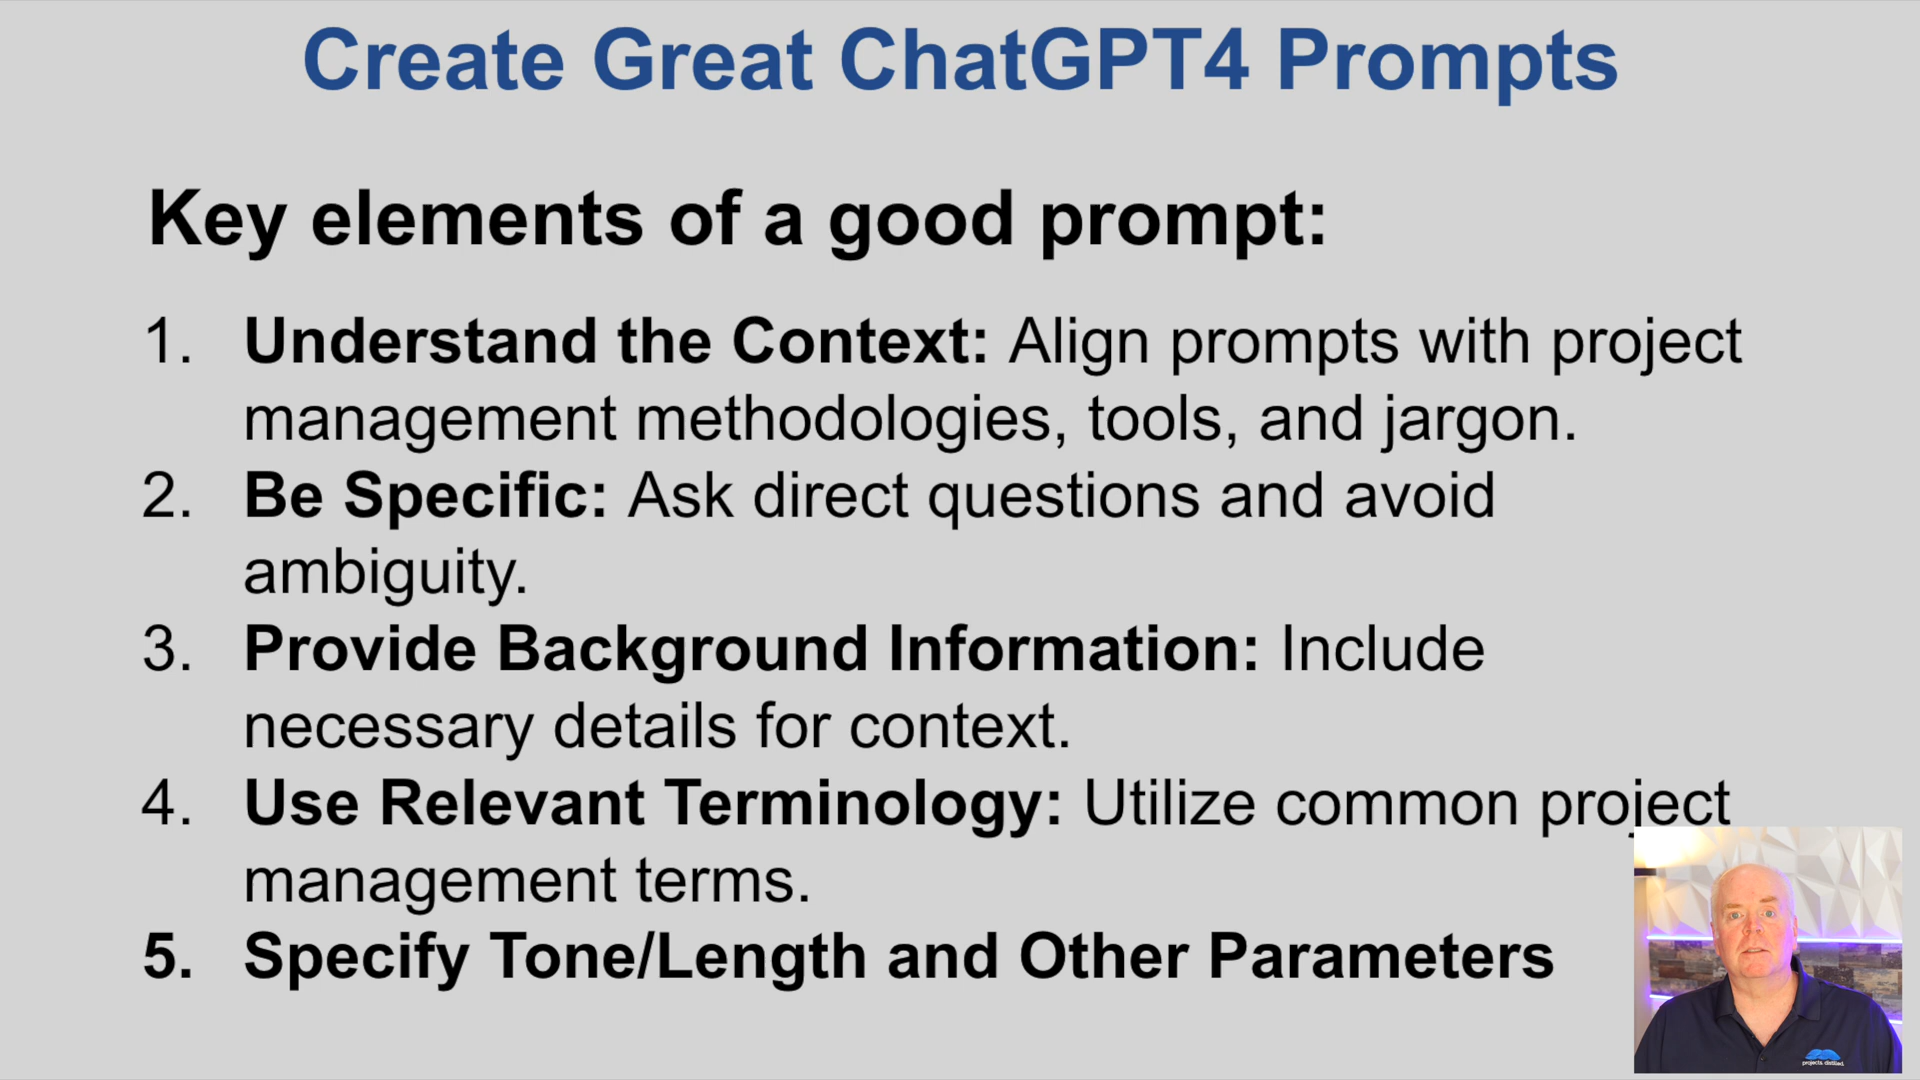 Create Great ChatGPT4 Prompts
Key elements of a good prompt:
1. Understand the Context: Align prompts with project
management methodologies, tools, and jargon.
2. Be Specific: Ask direct questions and avoid
ambiguity.
3. Provide Background Information: Include
necessary details for context.
4. Use Relevant Terminology: Utilize common project
management terms.
5. Specify Tone/Length and Other Parameters
projects. distilled.